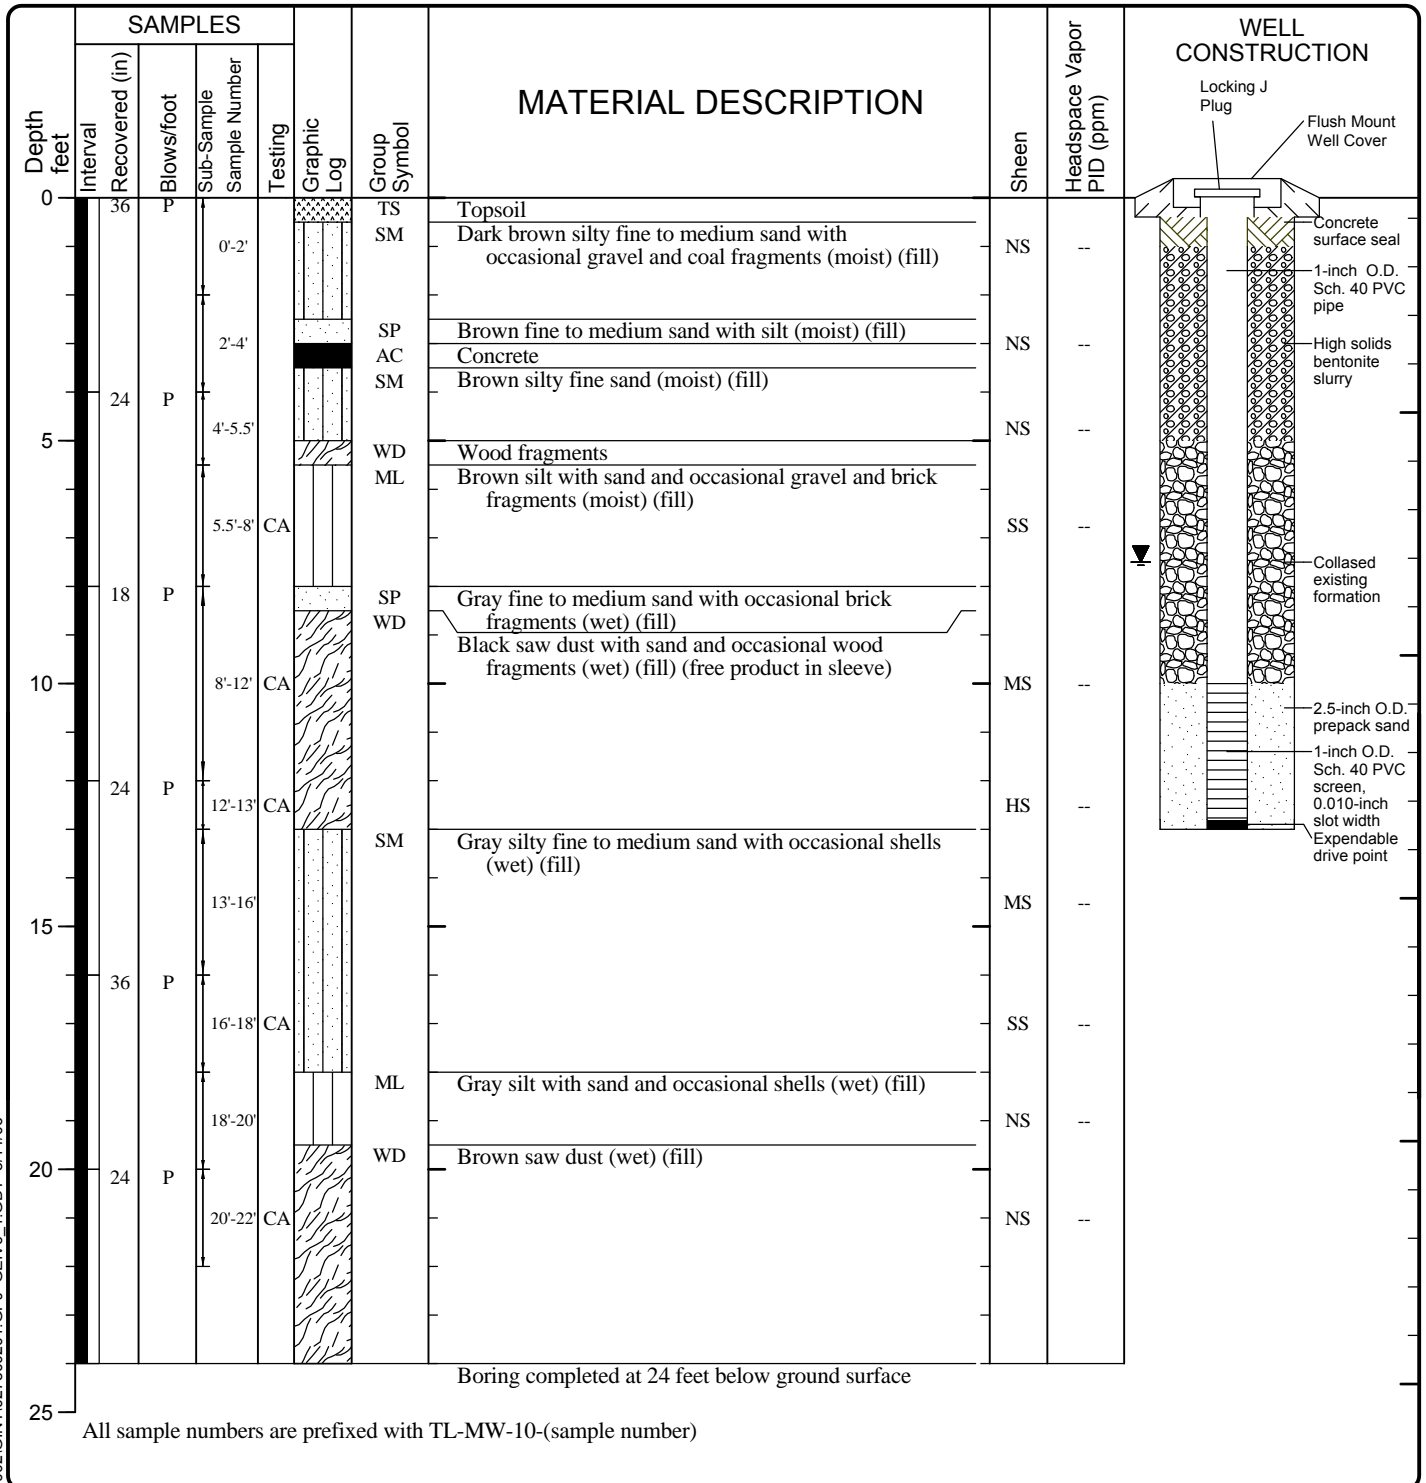 SAMPLES
Depth
feet
Interval
Recovered (in)
Blows/foot
Sub-Sample
Sample Number
Testing
Graphic
Log
Group
Symbol
MATERIAL DESCRIPTION
Sheen
Headspace Vapor
PID (ppm)
WELL
CONSTRUCTION
Locking J
Plug
Flush Mount
Well Cover
0
36 P TS Topsoil
SM Dark brown silty fine to medium sand with
occasional gravel and coal fragments (moist) (fill)
0'-2' NS --
SP Brown fine to medium sand with silt (moist) (fill)
2'-4' NS --
AC Concrete
SM Brown silty fine sand (moist) (fill)
24 P
4'-5.5' NS --
5
WD Wood fragments
ML Brown silt with sand and occasional gravel and brick
fragments (moist) (fill)
5.5'-8' CA SS --
18 P SP Gray fine to medium sand with occasional brick
fragments (wet) (fill)
WD Black saw dust with sand and occasional wood
fragments (wet) (fill) (free product in sleeve)
10 8'-12' CA MS --
24 P
12'-13' CA HS --
SM Gray silty fine to medium sand with occasional shells
(wet) (fill)
13'-16' MS --
15
36 P
16'-18' CA SS --
ML Gray silt with sand and occasional shells (wet) (fill)
18'-20' NS --
WD Brown saw dust (wet) (fill)
20 24 P
20'-22' CA NS --
Boring completed at 24 feet below ground surface
25
Concrete
surface seal
1-inch O.D.
Sch. 40 PVC
pipe
High solids
bentonite
slurry
Collased
existing
formation
2.5-inch O.D.
prepack sand
1-inch O.D.
Sch. 40 PVC
screen,
0.010-inch
slot width
Expendable
drive point
All sample numbers are prefixed with TL-MW-10-(sample number)